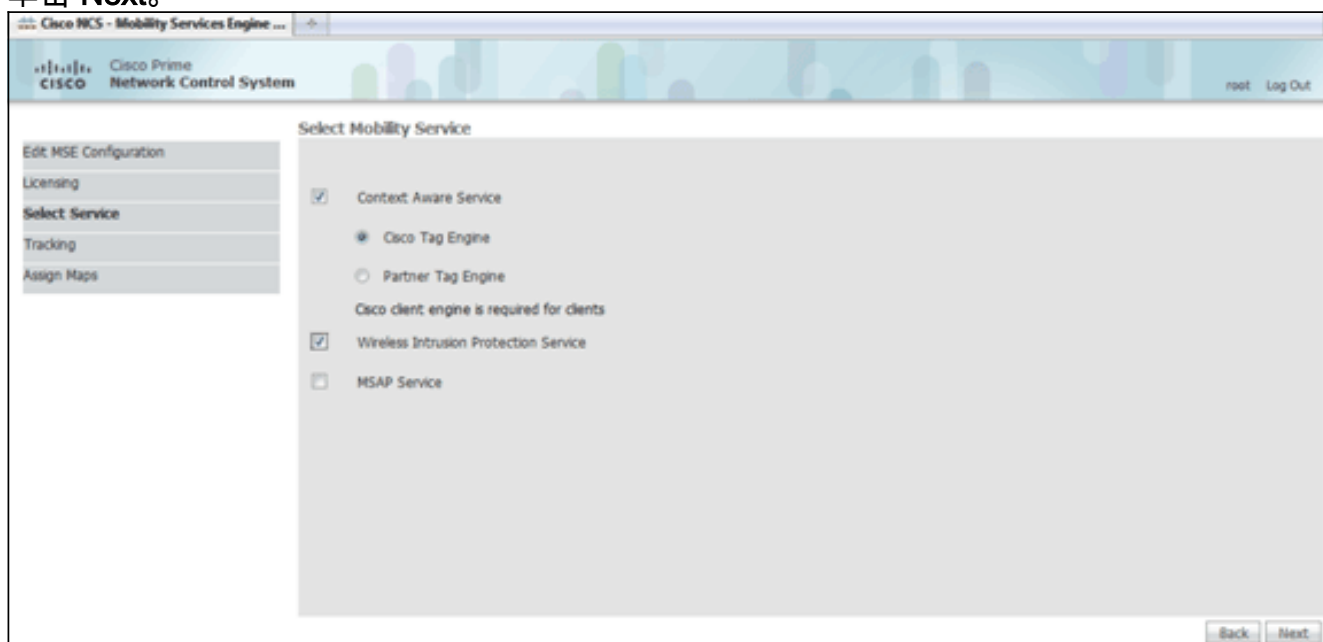 单击 Next。
Cisco NCS - Mobility Services Engine ...
CISCO
Cisco Prime
Network Control System
root Log Out
Select Mobility Service
Edit MSE Configuration
Licensing
Select Service
Tracking
Assign Maps
Context Aware Service
Cisco Tag Engine
Partner Tag Engine
Cisco client engine is required for clients
Wireless Intrusion Protection Service
MSAP Service
Back Next